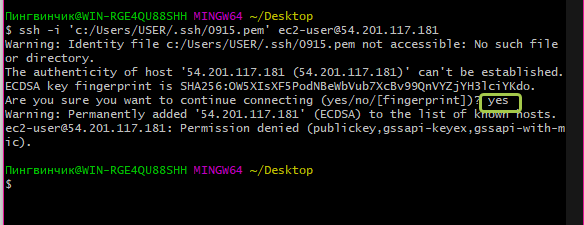 Пингвинчик@WIN-RGE4QU88SHH MINGW64 ~/Desktop
$ ssh -i 'c:/Users/USER/.ssh/0915.pem' ec2-user@54.201.117.181
Warning: Identity file c:/Users/USER/.ssh/0915.pem not accessible: No such file
or directory.
The authenticity of host '54.201.117.181 (54.201.117.181)' can't be established.
ECDSA key fingerprint is SHA256:OW5XIsXF5PodNBeWbVub7XcBv99QnVYZjYH3lciYKdo.
Are you sure you want to continue connecting (yes/no/[fingerprint])? yes
Warning: Permanently added '54.201.117.181' (ECDSA) to the list of known hosts.
ec2-user@54.201.117.181: Permission denied (publickey,gssapi-keyex,gssapi-with-m
ic).
Пингвинчик@WIN-RGE4QU88SHH MINGW64 ~/Desktop
$